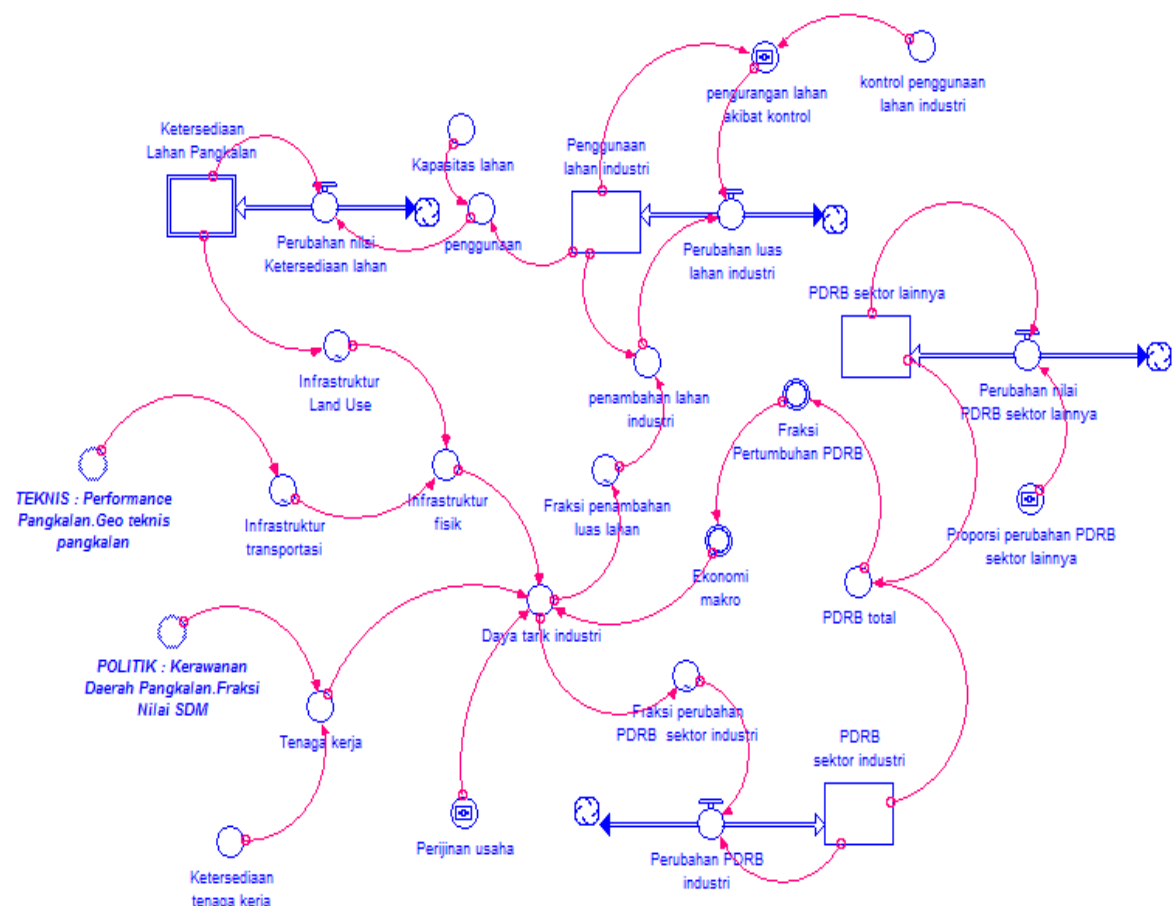 kontrol penggunaan
lahan industri
pengurangan lahan
akibat kontrol
Ketersediaan
Lahan Pangkalan
Kapasitas lahan
Penggunaan
lahan industri
Perubahan nilai
Ketersediaan lahan
penggunaan
Perubahan luas
lahan industri
PDRB sektor lainnya
Infrastruktur
Land Use
penambahan lahan
industri
Perubahan nilai
PDRB sektor lainnya
Fraksi
Pertumbuhan PDRB
TEKNIS : Performance
Pangkalan.Geo teknis
pangkalan
Infrastruktur
transportasi
Infrastruktur
fisik
Fraksi penambahan
luas lahan
Proporsi perubahan PDRB
sektor lainnya
Ekonomi
makro
PDRB total
Daya tarik industri
POLITIK : Kerawanan
Daerah Pangkalan.Fraksi
Nilai SDM
Tenaga kerja
Fraksi perubahan
PDRB sektor industri
PDRB
sektor industri
Perijinan usaha
Perubahan PDRB
industri
Ketersediaan
tenaga kerja